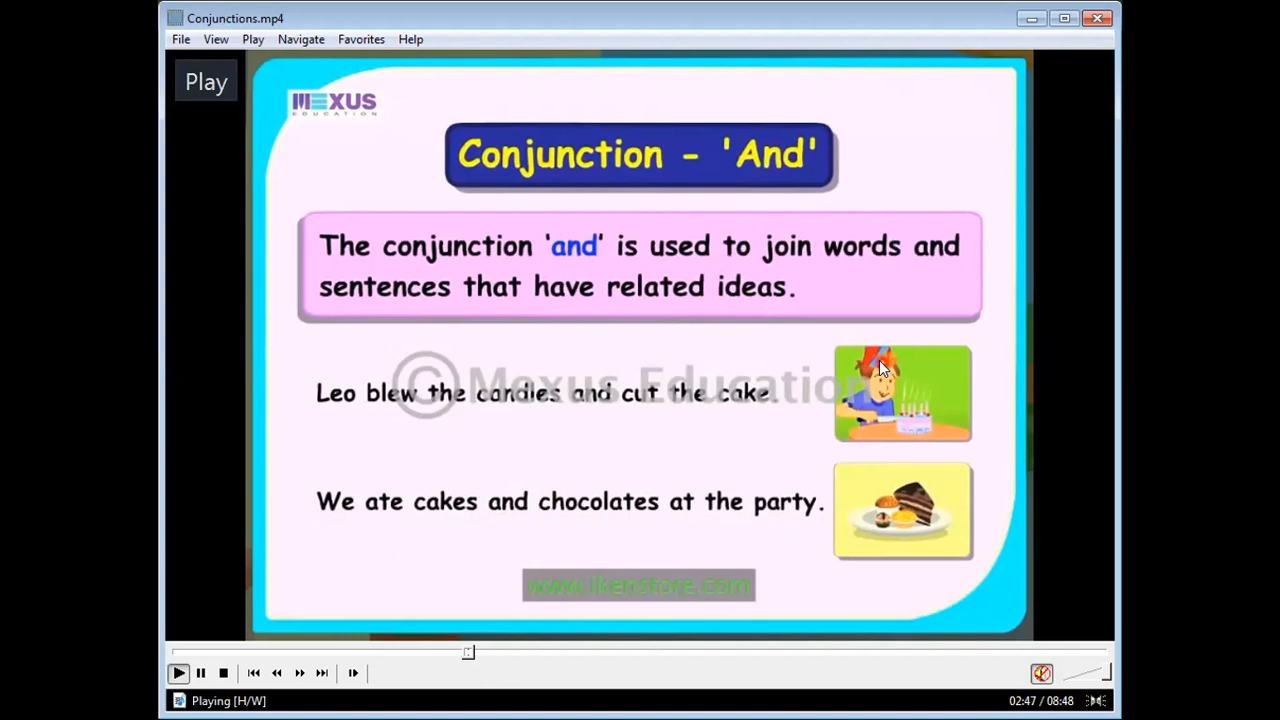 Conjunctions.mp4
File View Play Navigate Favorites Help
Play
MEXUS
EDUCATION
Conjunction - 'And'
The conjunction 'and' is used to join words and
sentences that have related ideas.
© Mexus Education
Leo blew the candles and cut the cake.
We ate cakes and chocolates at the party.
www.ikenstore.com
Playing [H/W]
02:47 / 08:48